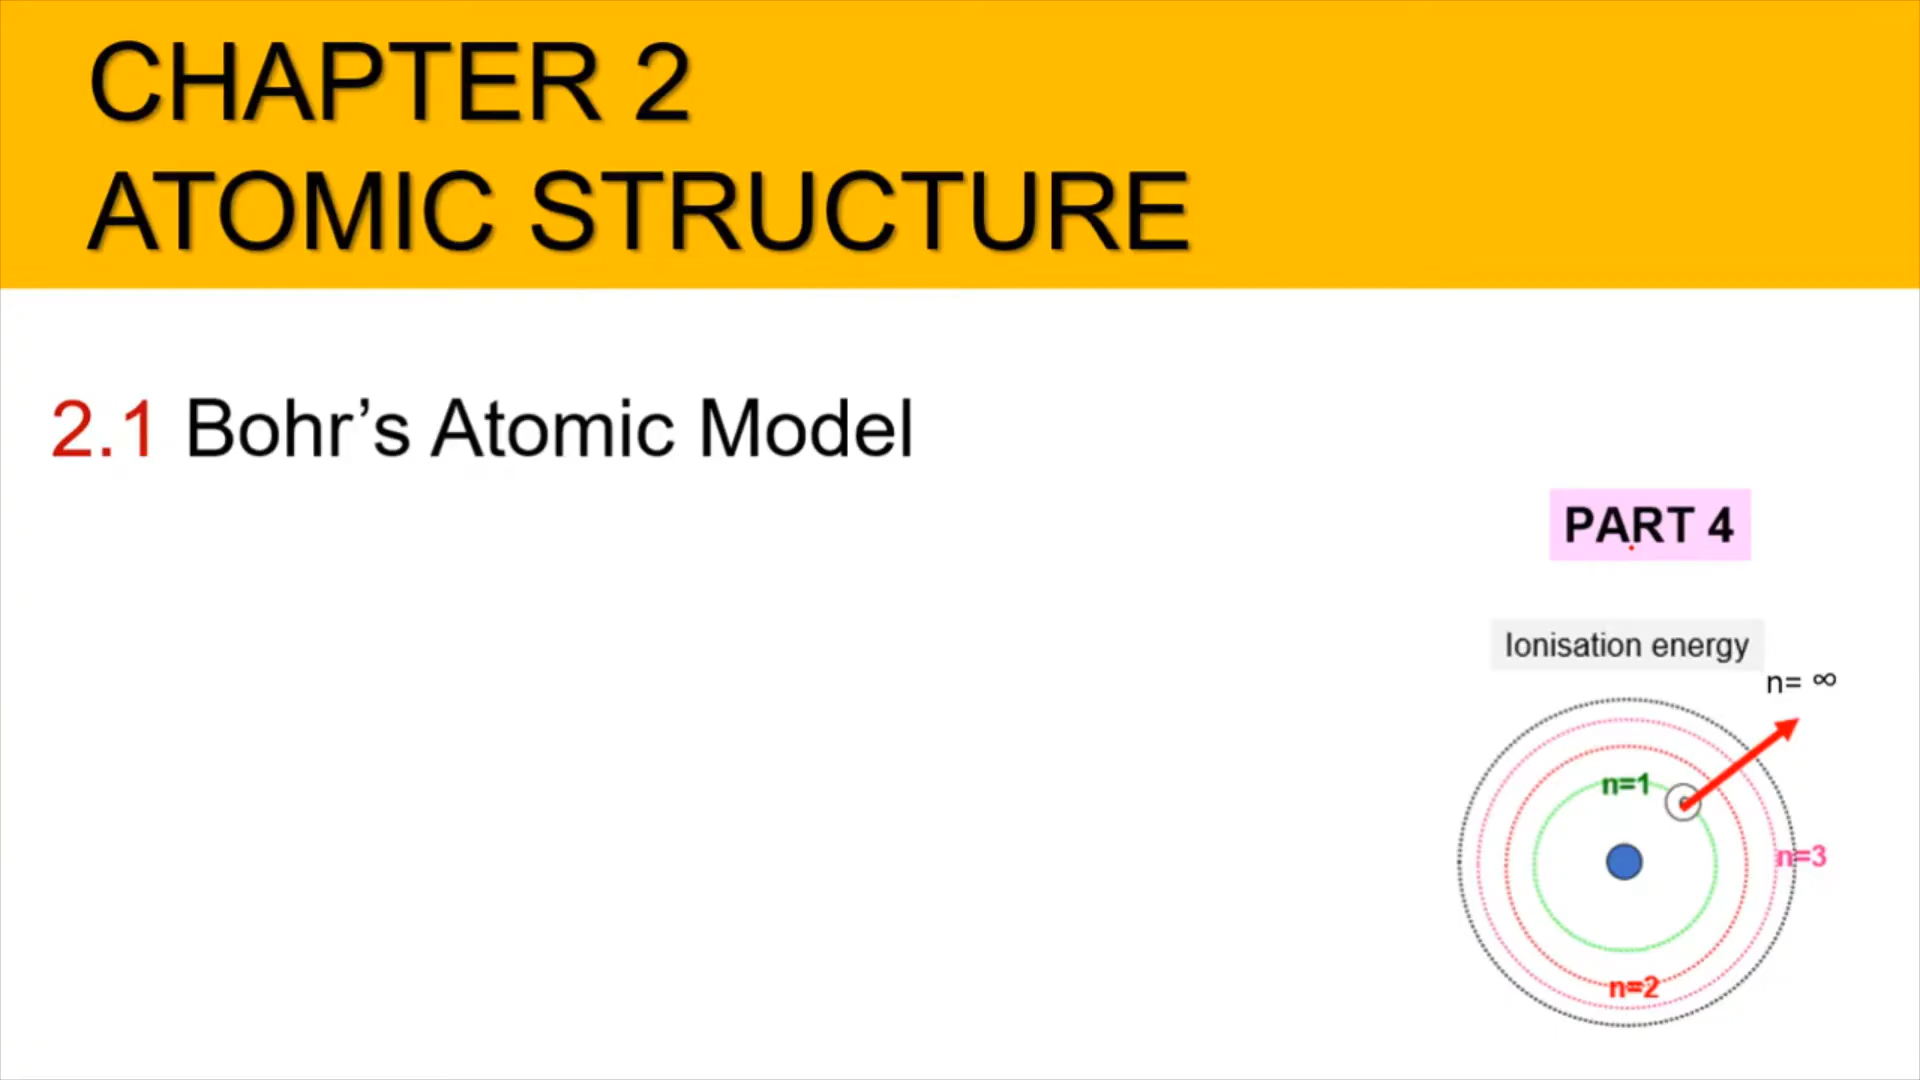 CHAPTER 2
ATOMIC STRUCTURE
2.1 Bohr’s Atomic Model
PART 4
Ionisation energy
n= ∞
n=1
n=3
n=2